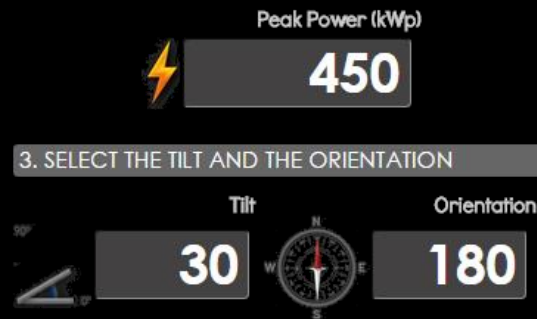 Peak Power (kWp)
450
3. SELECT THE TILT AND THE ORIENTATION
Tilt
Orientation
90°
0°
30
N
W
E
S
180